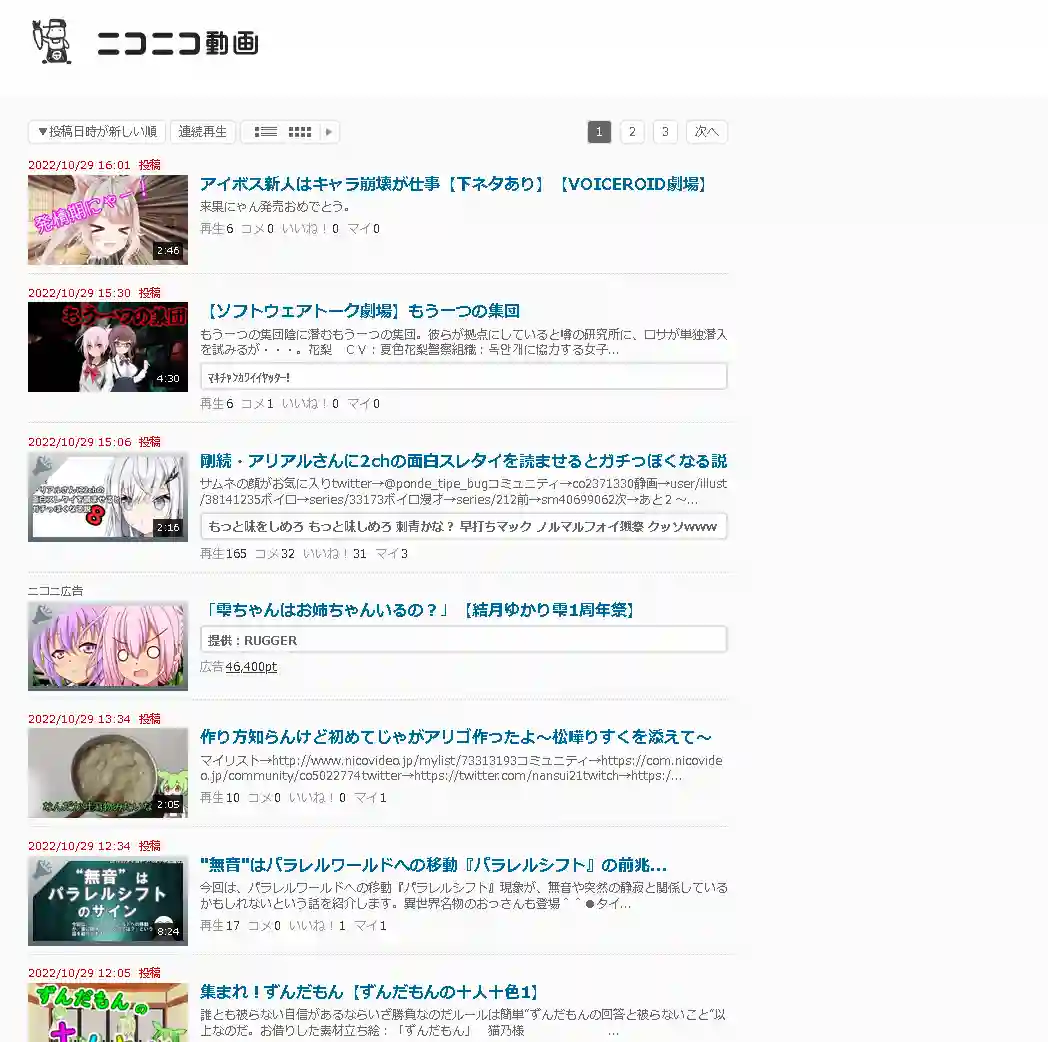 ニコニコ動画
▼投稿日時が新しい順 連続再生 1 2 3 次へ
2022/10/29 16:01 投稿
発情期にゃー!
2:46
アイボス新人はキャラ崩壊が仕事【下ネタあり】【VOICEROID劇場】
来果にゃん発売おめでとう。
再生6 コメ0 いいね!0 マイ0
2022/10/29 15:30 投稿
もう一つの集団
4:30
【ソフトウェアトーク劇場】もう一つの集団
もう一つの集団陰に潜むもう一つの集団。彼らが拠点にしていると噂の研究所に、ロサが単独潜入
を試みるが・・・。花梨 CV:夏色花梨警察組織:독안개に協力する女子...
ﾏｷﾁｬﾝｶﾜｲｲﾔｯﾀｰ!
再生6 コメ1 いいね!0 マイ0
2022/10/29 15:06 投稿
アリアルさんに2chの
面白スレタイを読ませると
ガチっぽくなる説
8
2:16
剛続・アリアルさんに2chの面白スレタイを読ませるとガチっぽくなる説
サムネの顔がお気に入りtwitter→@ponde_tipe_bugコミュニティ→co2371330静画→user/illust
/38141235ボイロ→series/33173ボイロ漫才→series/212前→sm40699062次→あと2~...
もっと味をしめろ もっと味しめろ 刺青かな? 早打ちマック ノルマルフォイ猥祭 クッソwww
再生165 コメ32 いいね!31 マイ3
ニコニ広告
「雫ちゃんはお姉ちゃんいるの?」【結月ゆかり雫1周年祭】
提供:RUGGER
広告46,400pt
2022/10/29 13:34 投稿
2:05
作り方知らんけど初めてじゃがアリゴ作ったよ~松嘩りすくを添えて~
マイリスト→http://www.nicovideo.jp/mylist/73313193コミュニティ→https://com.nicovide
o.jp/community/co5022774twitter→https://twitter.com/nansui21twitch→https:/...
再生10 コメ0 いいね!0 マイ1
2022/10/29 12:34 投稿
“無音”は
パラレルシフト
のサイン
8:24
"無音"はパラレルワールドへの移動『パラレルシフト』の前兆...
今回は、パラレルワールドへの移動『パラレルシフト』現象が、無音や突然の静寂と関係している
かもしれないという話を紹介します。異世界名物のおっさんも登場＾＾●タイ...
再生17 コメ0 いいね!1 マイ1
2022/10/29 12:05 投稿
ずんだもんの
集まれ!ずんだもん【ずんだもんの十人十色1】
誰とも被らない自信があるならいざ勝負なのだルールは簡単“ずんだもんの回答と被らないこと”以
上なのだ。お借りした素材立ち絵:「ずんだもん」 猫乃様 ...